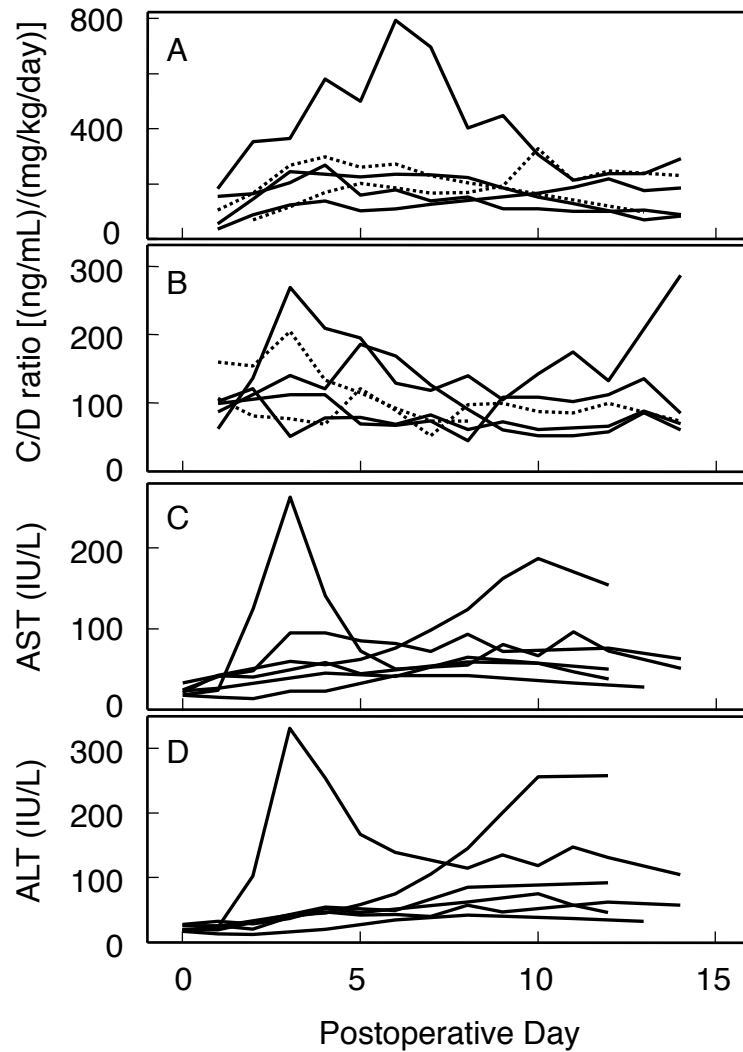 C/D ratio [(ng/mL)/(mg/kg/day)]
800
A
400
0
300
B
200
100
0
AST (IU/L)
C
200
100
0
ALT (IU/L)
300
D
200
100
0
0 5 10 15
Postoperative Day